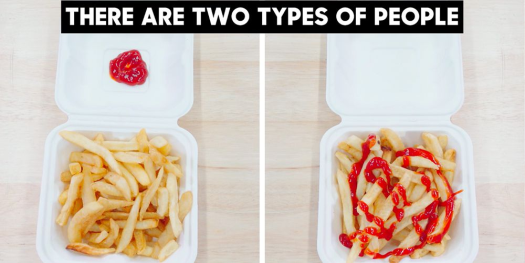 THERE ARE TWO TYPES OF PEOPLE